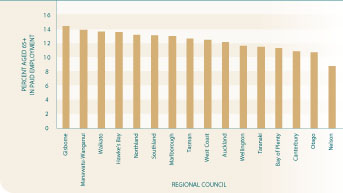 PERCENT AGED 65+
IN PAID EMPLOYMENT
16
14
12
10
8
6
4
2
0
Gisborne
Manawatu-Wanganui
Waikato
Hawke's Bay
Northland
Southland
Marlborough
Tasman
West Coast
Auckland
Wellington
Taranaki
Bay of Plenty
Canterbury
Otago
Nelson
REGIONAL COUNCIL